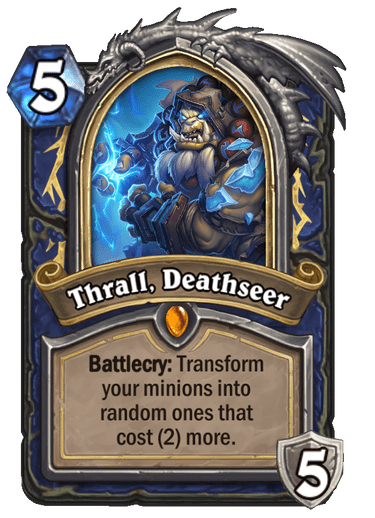 5
Thrall, Deathseer
Battlecry: Transform
your minions into
random ones that
cost (2) more.
5